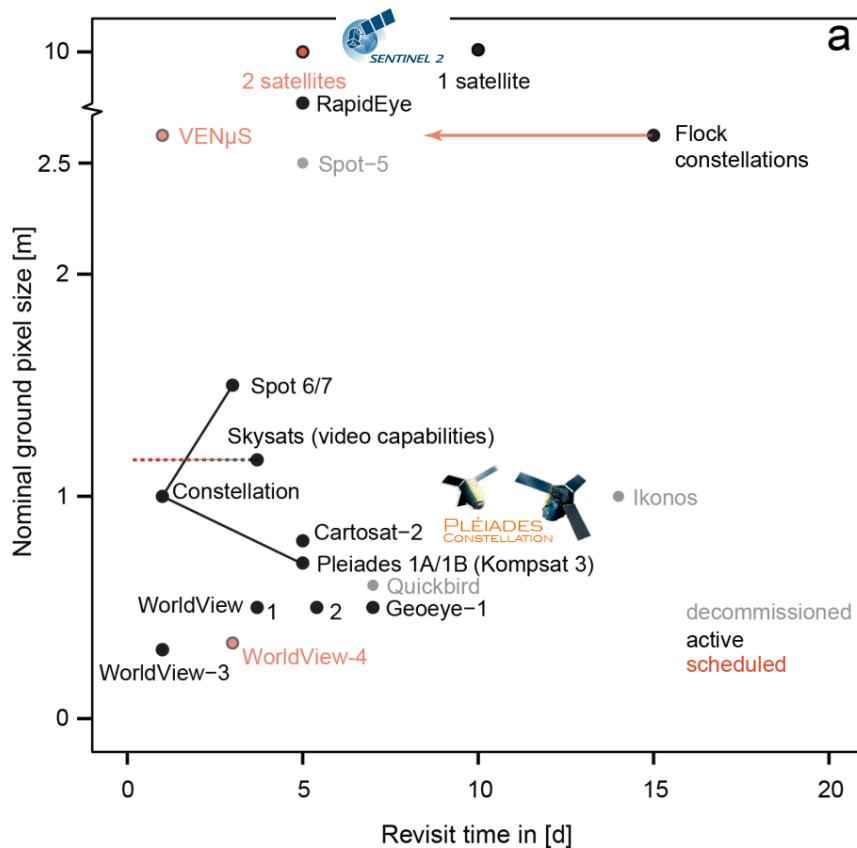 a
10
SENTINEL 2
2 satellites
1 satellite
RapidEye
VENµS
Flock
constellations
Spot−5
2.5
2
Nominal ground pixel size [m]
Spot 6/7
Skysats (video capabilities)
Constellation
1
Ikonos
PLÉIADES
CONSTELLATION
Cartosat−2
Pleiades 1A/1B (Kompsat 3)
Quickbird
WorldView
1
2
Geoeye−1
decommissioned
active
scheduled
WorldView−3
WorldView-4
0
0
5
10
15
20
Revisit time in [d]